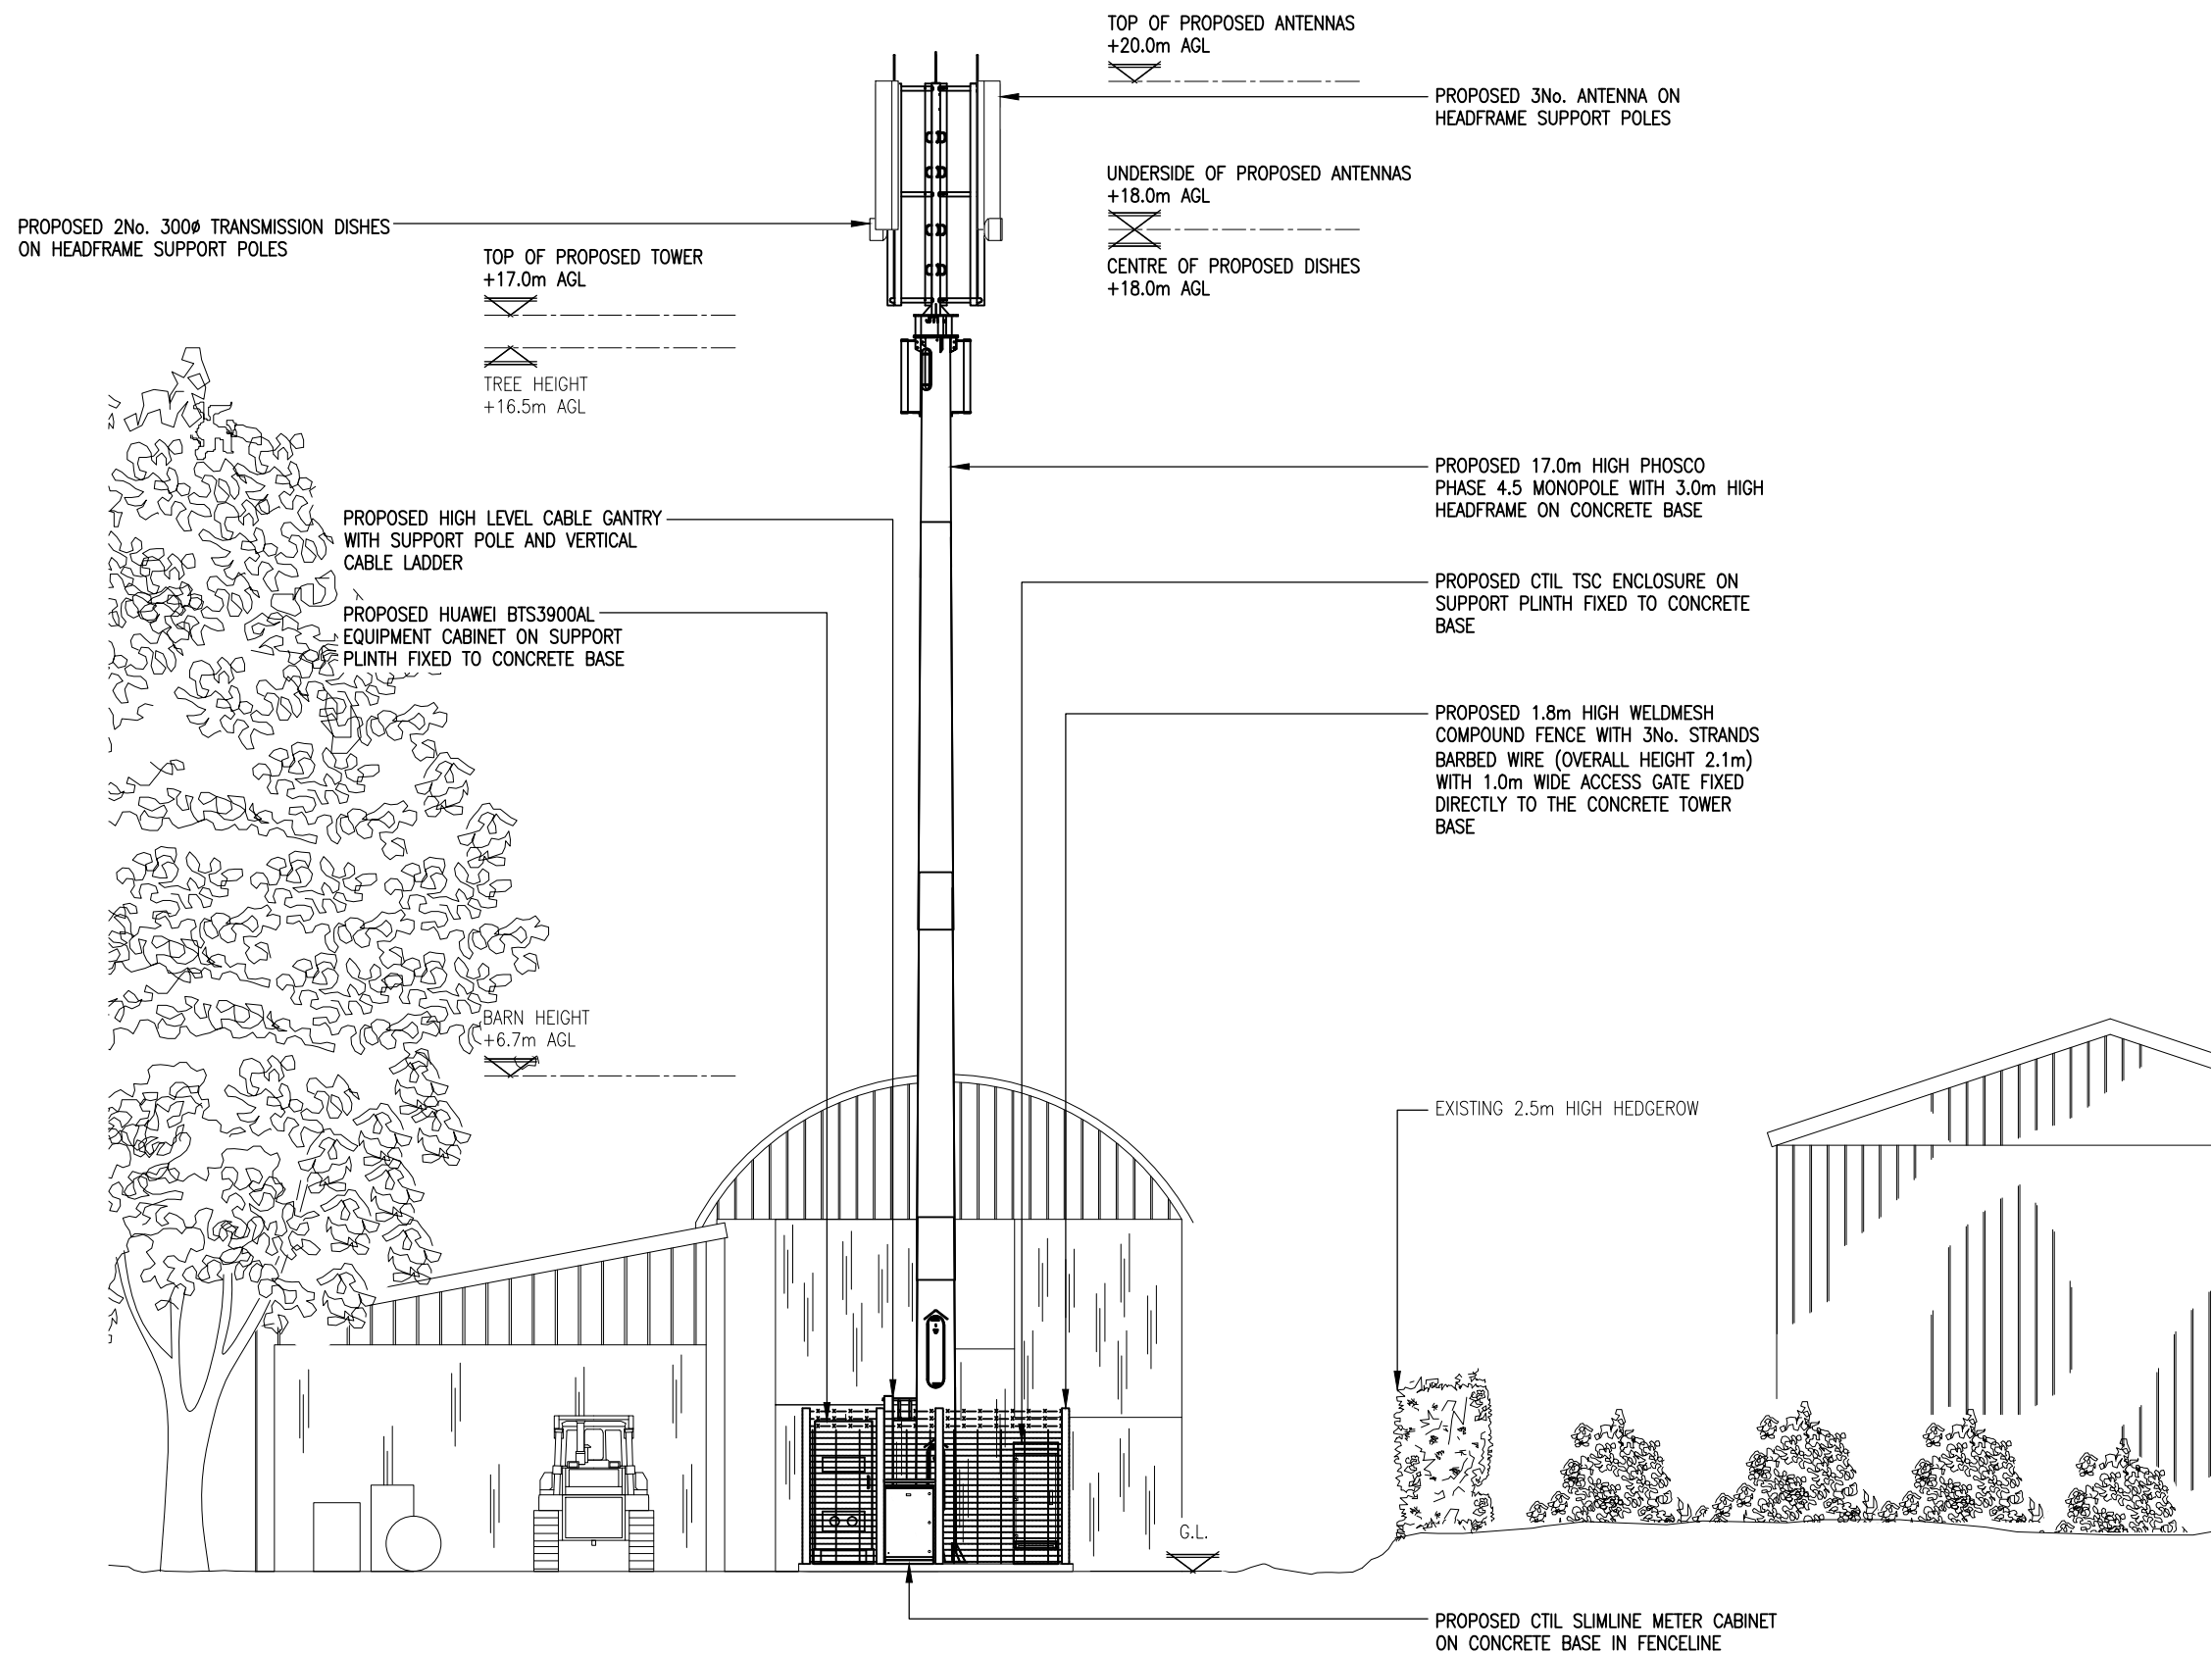 TOP OF PROPOSED ANTENNAS
+20.0m AGL
PROPOSED 3No. ANTENNA ON
HEADFRAME SUPPORT POLES
UNDERSIDE OF PROPOSED ANTENNAS
+18.0m AGL
CENTRE OF PROPOSED DISHES
+18.0m AGL
PROPOSED 2No. 300ø TRANSMISSION DISHES
ON HEADFRAME SUPPORT POLES
TOP OF PROPOSED TOWER
+17.0m AGL
TREE HEIGHT
+16.5m AGL
PROPOSED 17.0m HIGH PHOSCO
PHASE 4.5 MONOPOLE WITH 3.0m HIGH
HEADFRAME ON CONCRETE BASE
PROPOSED HIGH LEVEL CABLE GANTRY
WITH SUPPORT POLE AND VERTICAL
CABLE LADDER
PROPOSED CTIL TSC ENCLOSURE ON
SUPPORT PLINTH FIXED TO CONCRETE
BASE
PROPOSED HUAWEI BTS3900AL
EQUIPMENT CABINET ON SUPPORT
PLINTH FIXED TO CONCRETE BASE
PROPOSED 1.8m HIGH WELDMESH
COMPOUND FENCE WITH 3No. STRANDS
BARBED WIRE (OVERALL HEIGHT 2.1m)
WITH 1.0m WIDE ACCESS GATE FIXED
DIRECTLY TO THE CONCRETE TOWER
BASE
BARN HEIGHT
+6.7m AGL
EXISTING 2.5m HIGH HEDGEROW
G.L.
PROPOSED CTIL SLIMLINE METER CABINET
ON CONCRETE BASE IN FENCELINE